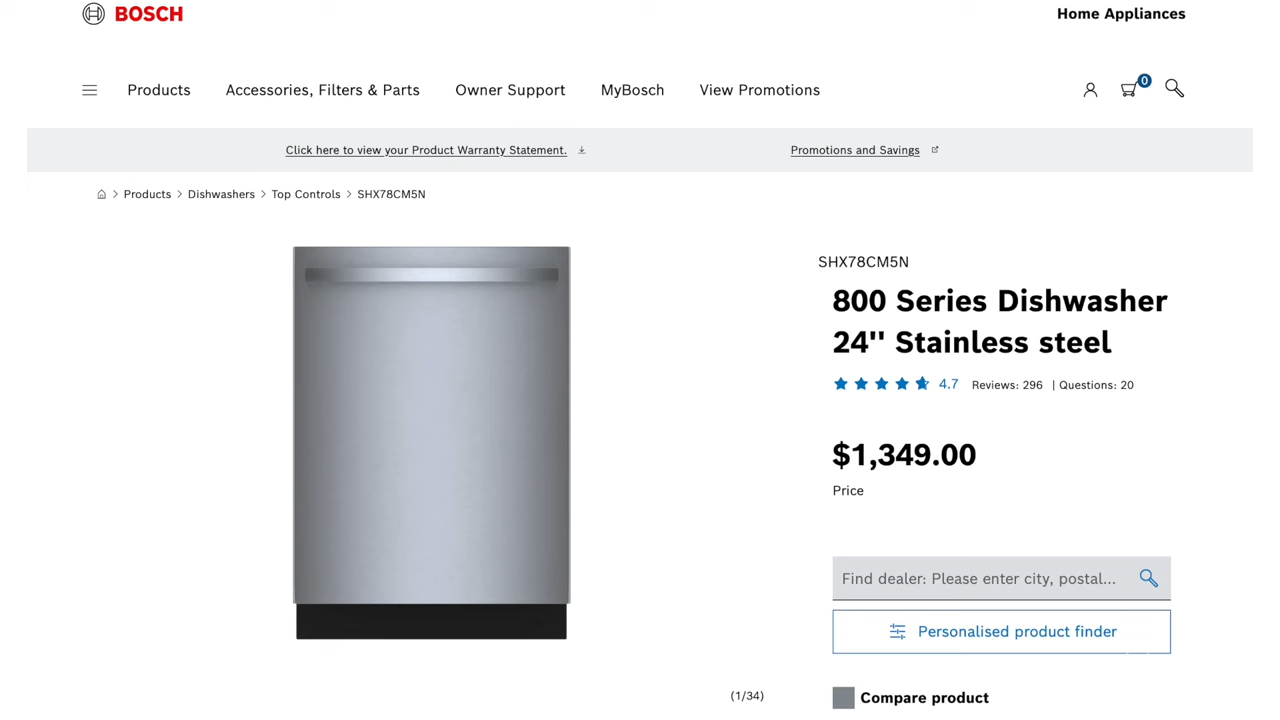 BOSCH
Home Appliances
Products
Accessories, Filters & Parts
Owner Support
MyBosch
View Promotions
0
Click here to view your Product Warranty Statement.
Promotions and Savings
Products > Dishwashers > Top Controls > SHX78CM5N
SHX78CM5N
800 Series Dishwasher
24'' Stainless steel
4.7 Reviews: 296 | Questions: 20
$1,349.00
Price
Find dealer: Please enter city, postal...
Personalised product finder
(1/34)
Compare product